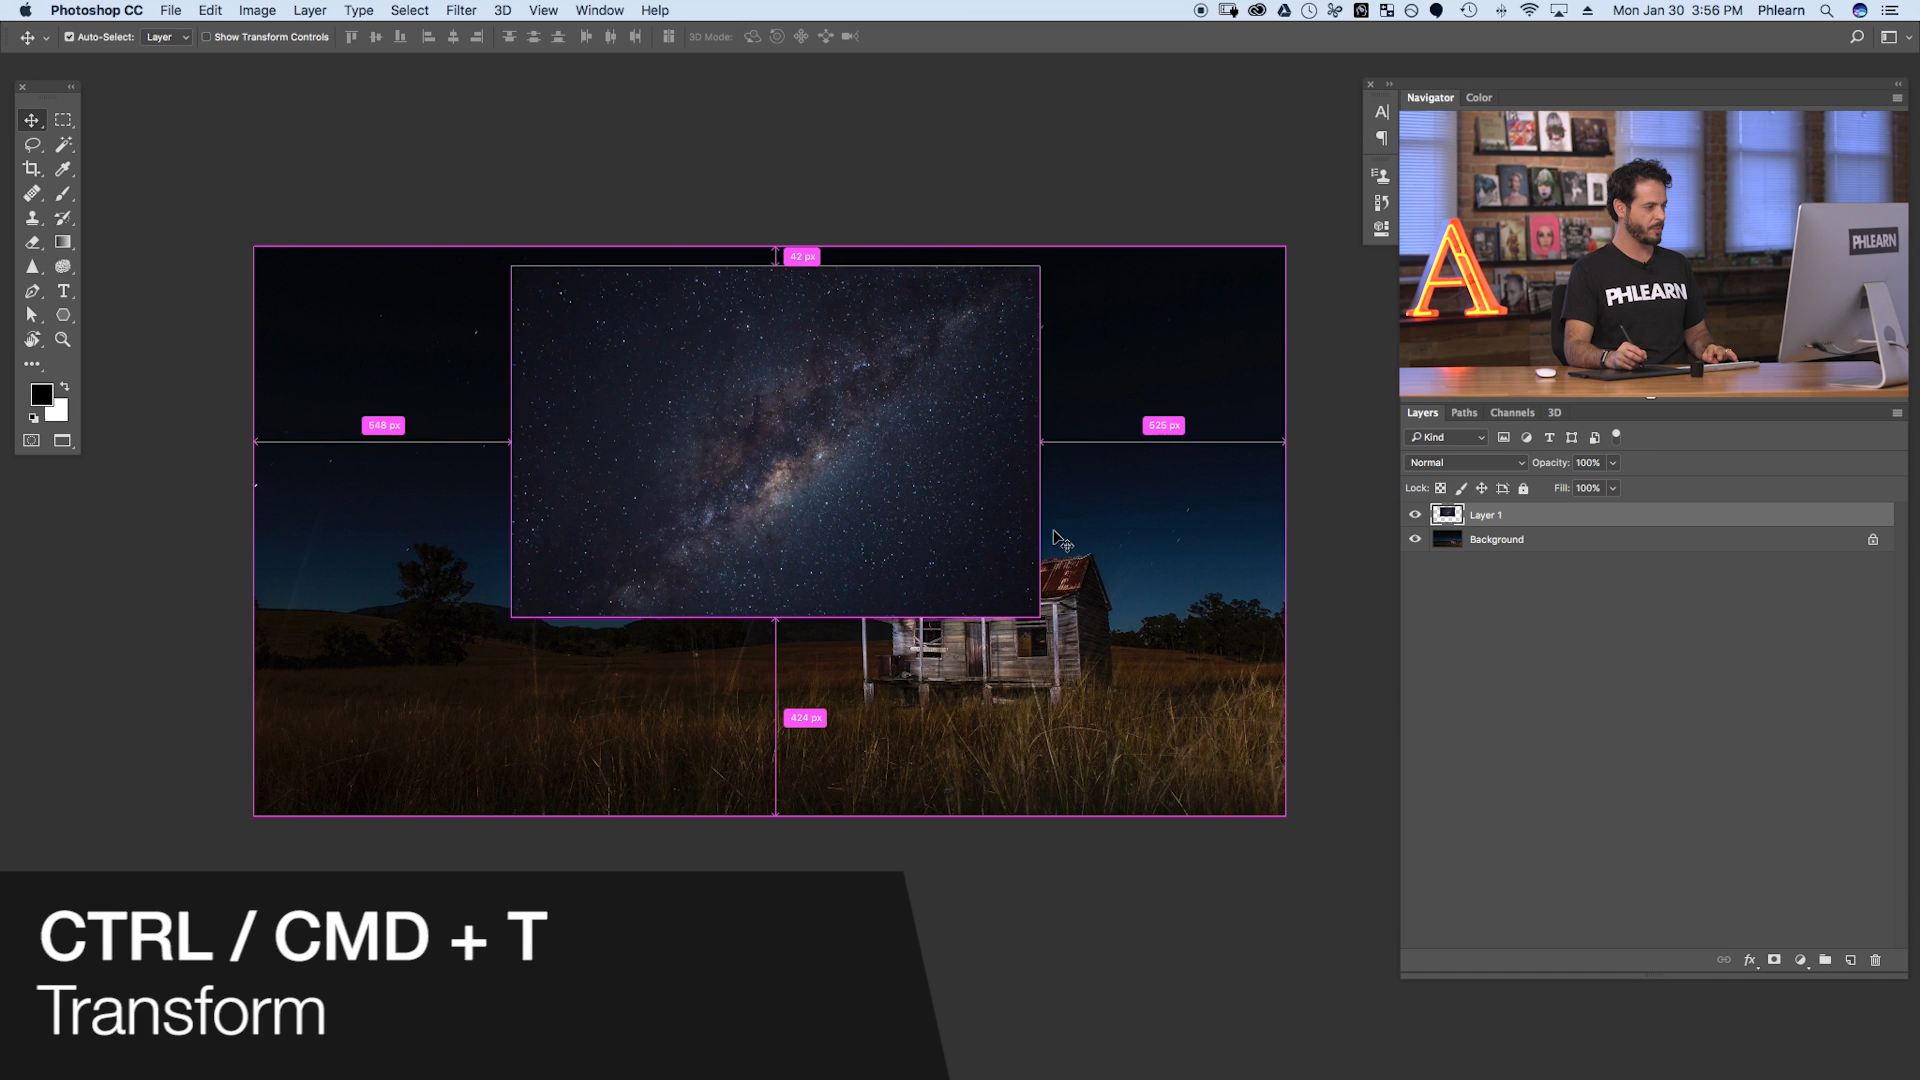 Photoshop CC File Edit Image Layer Type Select Filter 3D View Window Help Mon Jan 30 3:56 PM Phlearn
Auto-Select: Layer Show Transform Controls 3D Mode:
Navigator Color
A
PHLEARN
PHLEARN
42 px
548 px
525 px
424 px
Layers Paths Channels 3D
Kind
Normal Opacity: 100%
Lock: Fill: 100%
Layer 1
Background
fx
CTRL / CMD + T
Transform